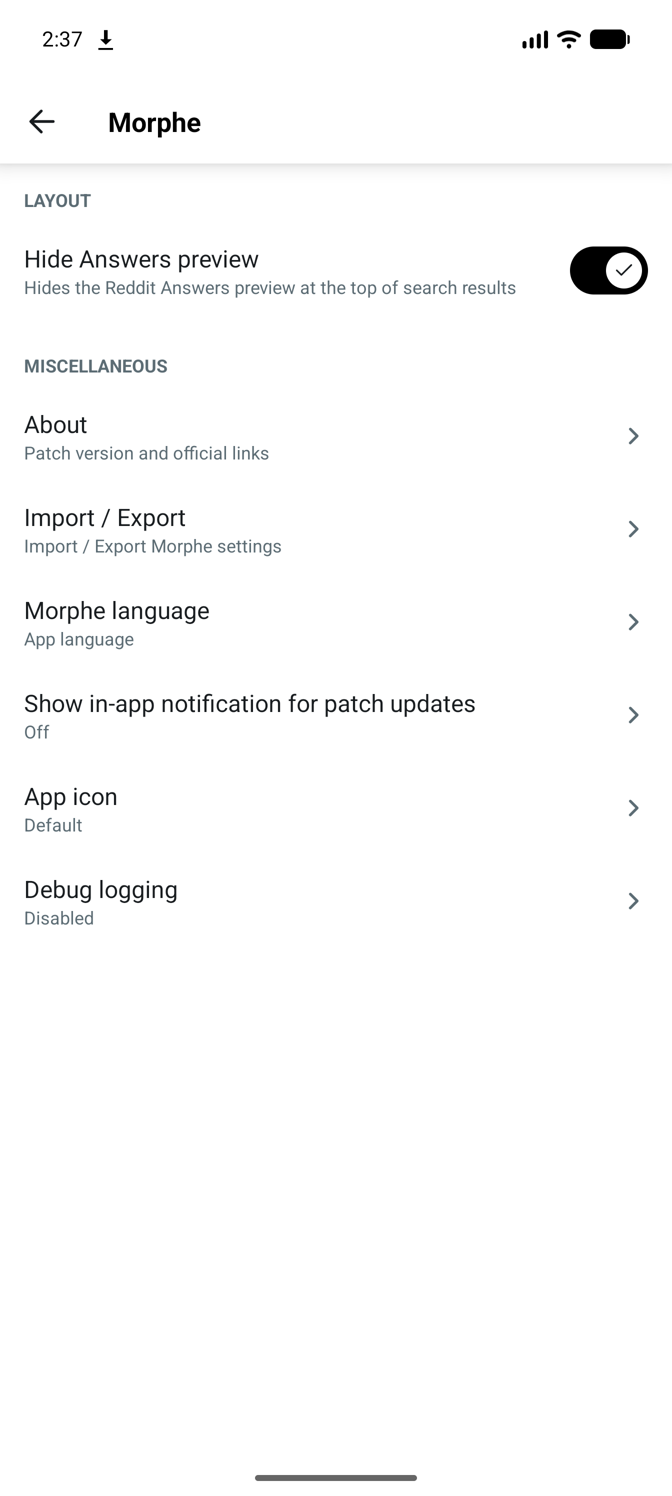 2:37
Morphe
LAYOUT
Hide Answers preview
Hides the Reddit Answers preview at the top of search results
MISCELLANEOUS
About
Patch version and official links
Import / Export
Import / Export Morphe settings
Morphe language
App language
Show in-app notification for patch updates
Off
App icon
Default
Debug logging
Disabled